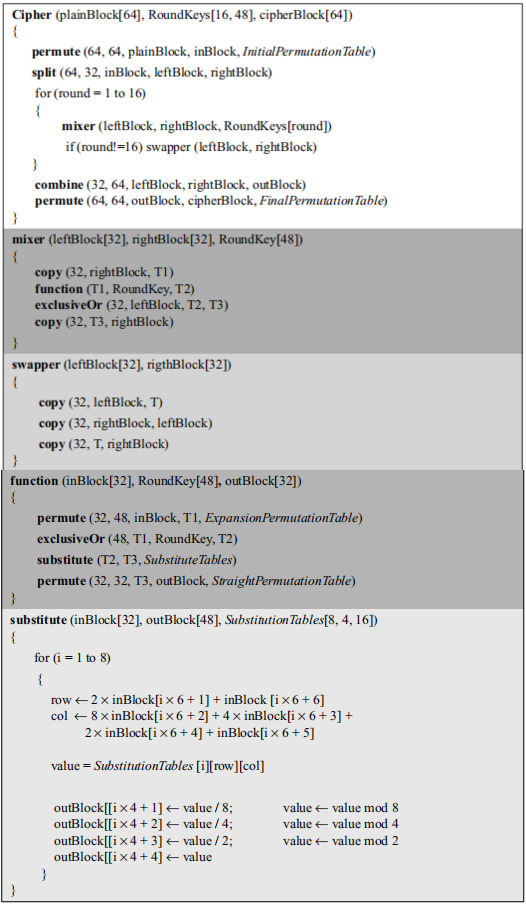 Cipher (plainBlock[64], RoundKeys[16, 48], cipherBlock[64])
{
permute (64, 64, plainBlock, inBlock, InitialPermutationTable)
split (64, 32, inBlock, leftBlock, rightBlock)
for (round = 1 to 16)
{
mixer (leftBlock, rightBlock, RoundKeys[round])
if (round!=16) swapper (leftBlock, rightBlock)
}
combine (32, 64, leftBlock, rightBlock, outBlock)
permute (64, 64, outBlock, cipherBlock, FinalPermutationTable)
}
mixer (leftBlock[32], rightBlock[32], RoundKey[48])
{
copy (32, rightBlock, T1)
function (T1, RoundKey, T2)
exclusiveOr (32, leftBlock, T2, T3)
copy (32, T3, rightBlock)
}
swapper (leftBlock[32], rigthBlock[32])
{
copy (32, leftBlock, T)
copy (32, rightBlock, leftBlock)
copy (32, T, rightBlock)
}
function (inBlock[32], RoundKey[48], outBlock[32])
{
permute (32, 48, inBlock, T1, ExpansionPermutationTable)
exclusiveOr (48, T1, RoundKey, T2)
substitute (T2, T3, SubstituteTables)
permute (32, 32, T3, outBlock, StraightPermutationTable)
}
substitute (inBlock[32], outBlock[48], SubstitutionTables[8, 4, 16])
{
for (i = 1 to 8)
{
row ← 2 × inBlock[i × 6 + 1] + inBlock [i × 6 + 6]
col ← 8 × inBlock[i × 6 + 2] + 4 × inBlock[i × 6 + 3] +
2 × inBlock[i × 6 + 4] + inBlock[i × 6 + 5]
value = SubstitutionTables [i][row][col]
outBlock[[i × 4 + 1] ← value / 8; value ← value mod 8
outBlock[[i × 4 + 2] ← value / 4; value ← value mod 4
outBlock[[i × 4 + 3] ← value / 2; value ← value mod 2
outBlock[[i × 4 + 4] ← value
}
}